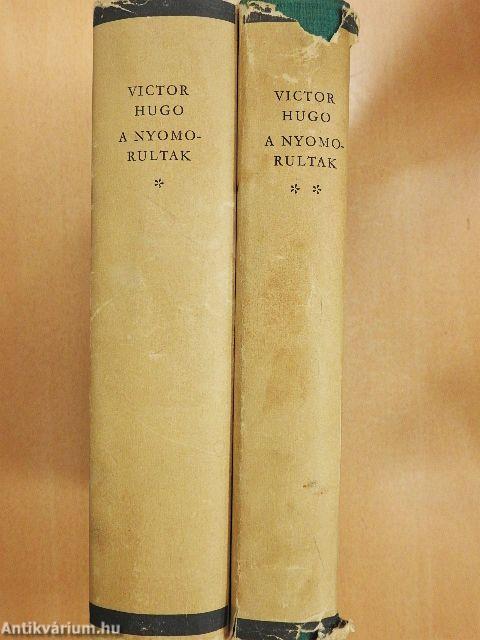 VICTOR
HUGO
A NYOMO-
RULTAK
*
VICTOR
HUGO
A NYOMO-
RULTAK
* *
Antikvárium.hu